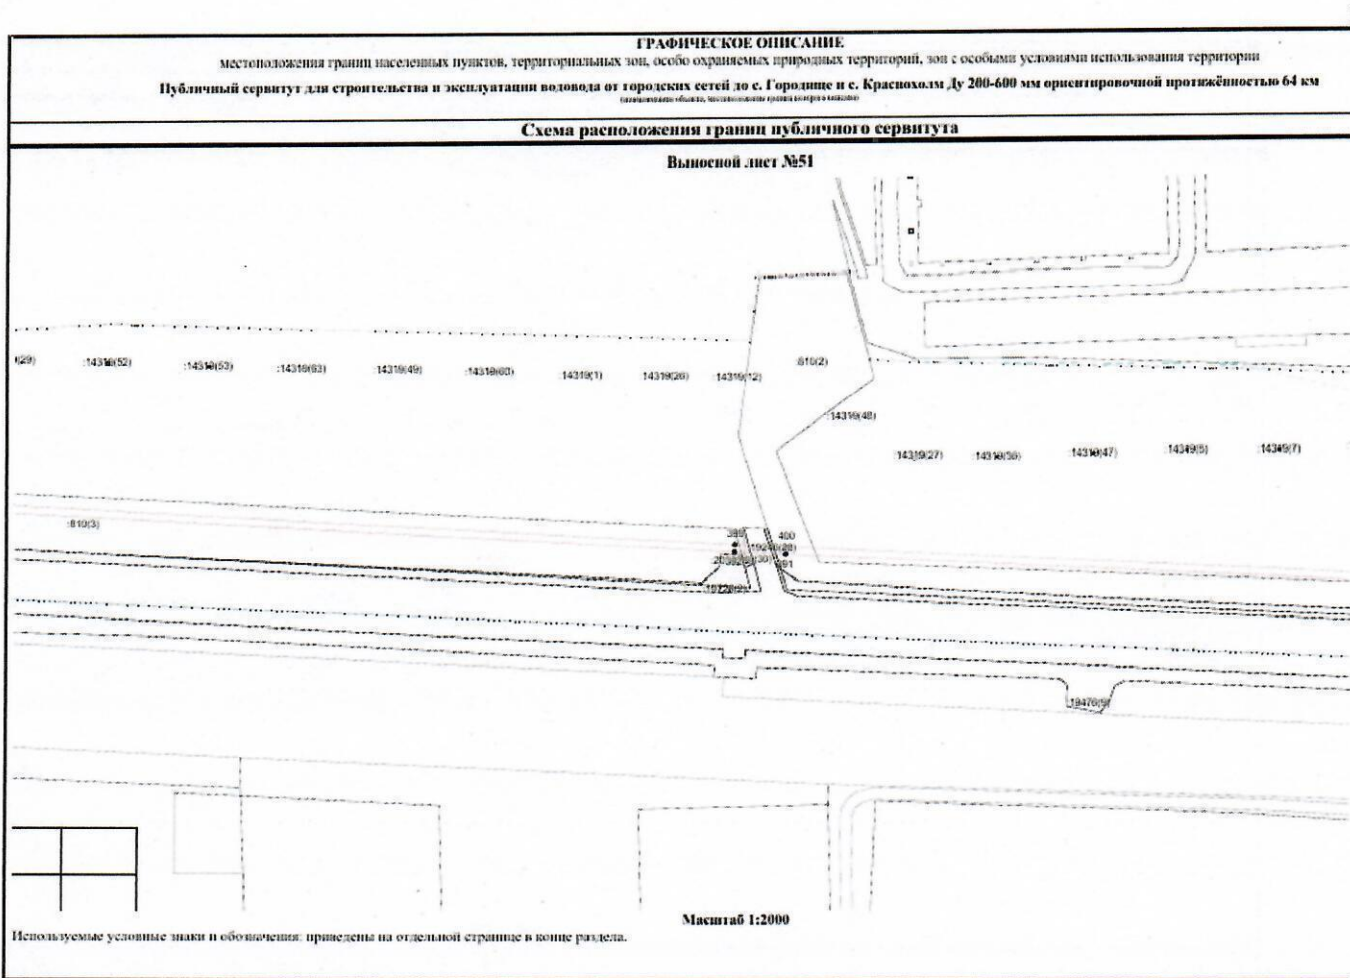 ГРАФИЧЕСКОЕ ОПИСАНИЕ
местоположения границ населенных пунктов, территориальных зон, особо охраняемых природных территорий, зон с особыми условиями использования территории
Публичный сервитут для строительства и эксплуатации водовода от городских сетей до с. Городище и с. Краснохолм Ду 200-600 мм ориентировочной протяжённостью 64 км
Схема расположения границ публичного сервитута
Выносной лист №51
:14319(52) :14319(53) :14319(63) :14319(49) :14319(60) :14319(1) :14319(26) :14319(12) :810(2)
:14319(48)
:14319(27) :14319(47) :14319(5) :14319(7)
:810(3)
400
19476(9)
Масштаб 1:2000
Используемые условные знаки и обозначения: приведены на отдельной странице в конце раздела.